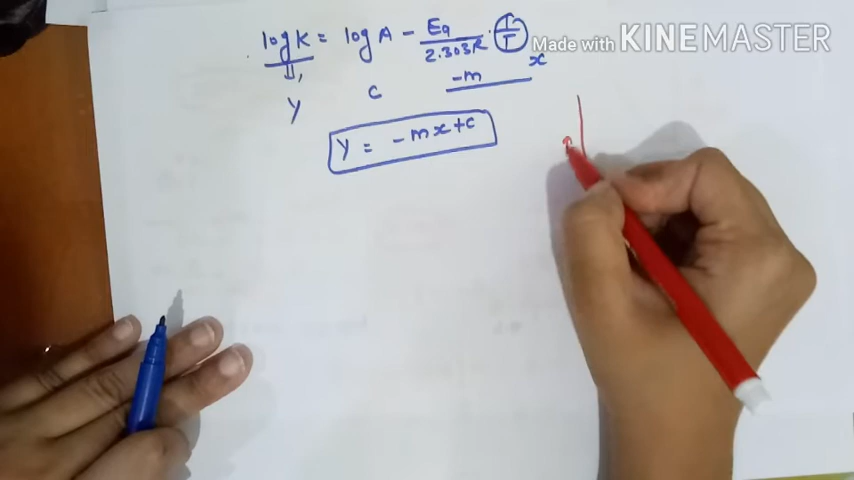 log K = log A - Ea/2.303R · 1/T
Made with KINEMASTER
y c -m x
y = -mx+c